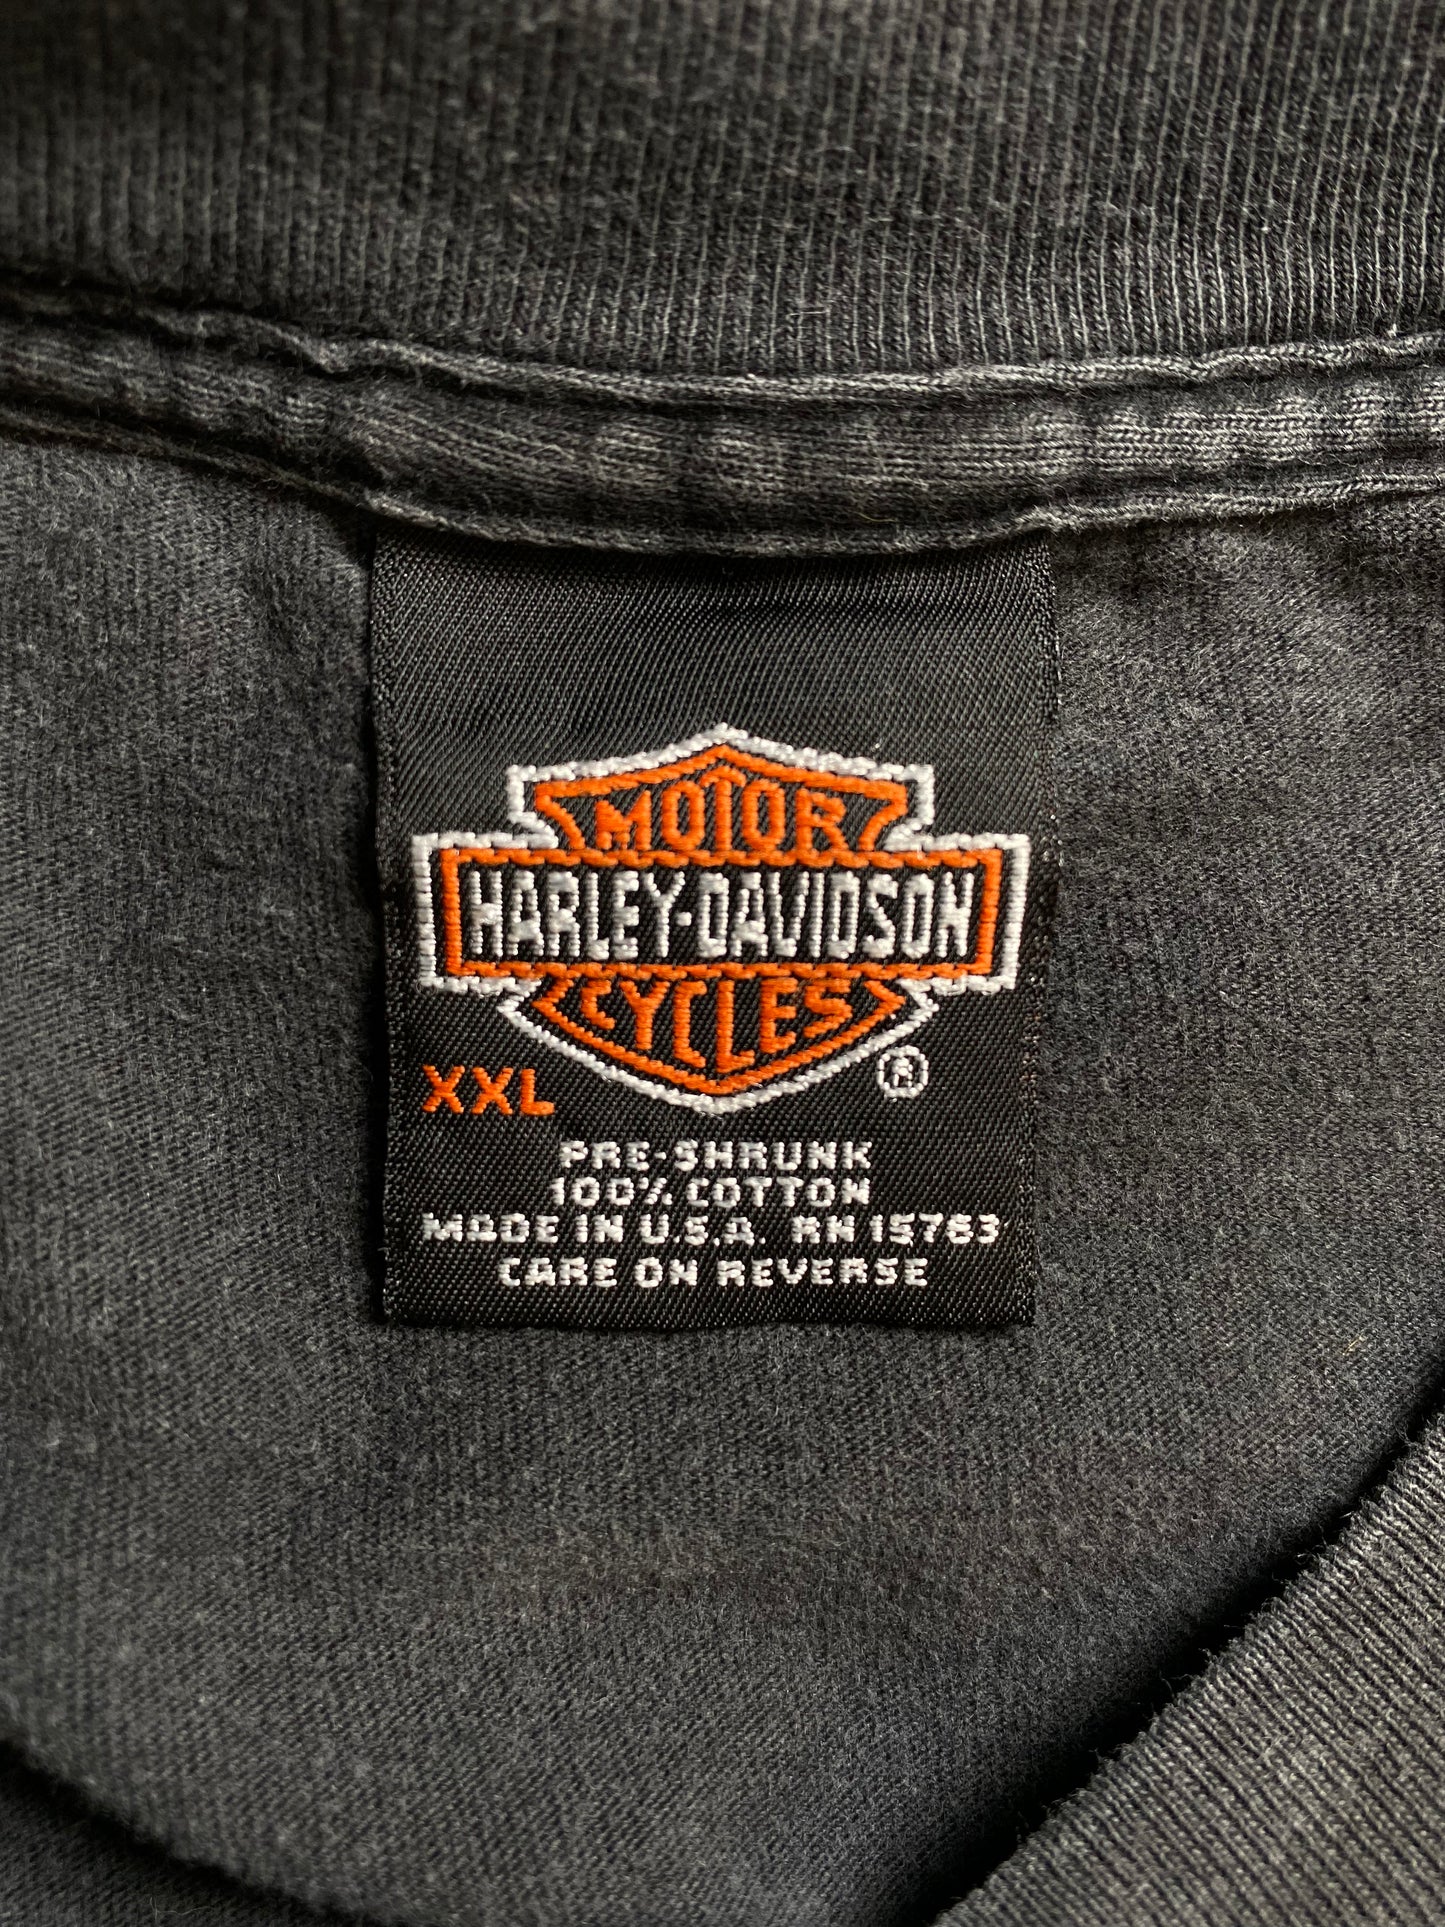 MOTOR
HARLEY-DAVIDSON
CYCLES
®
XXL
PRE-SHRUNK
100% COTTON
MADE IN U.S.A. RN 15763
CARE ON REVERSE